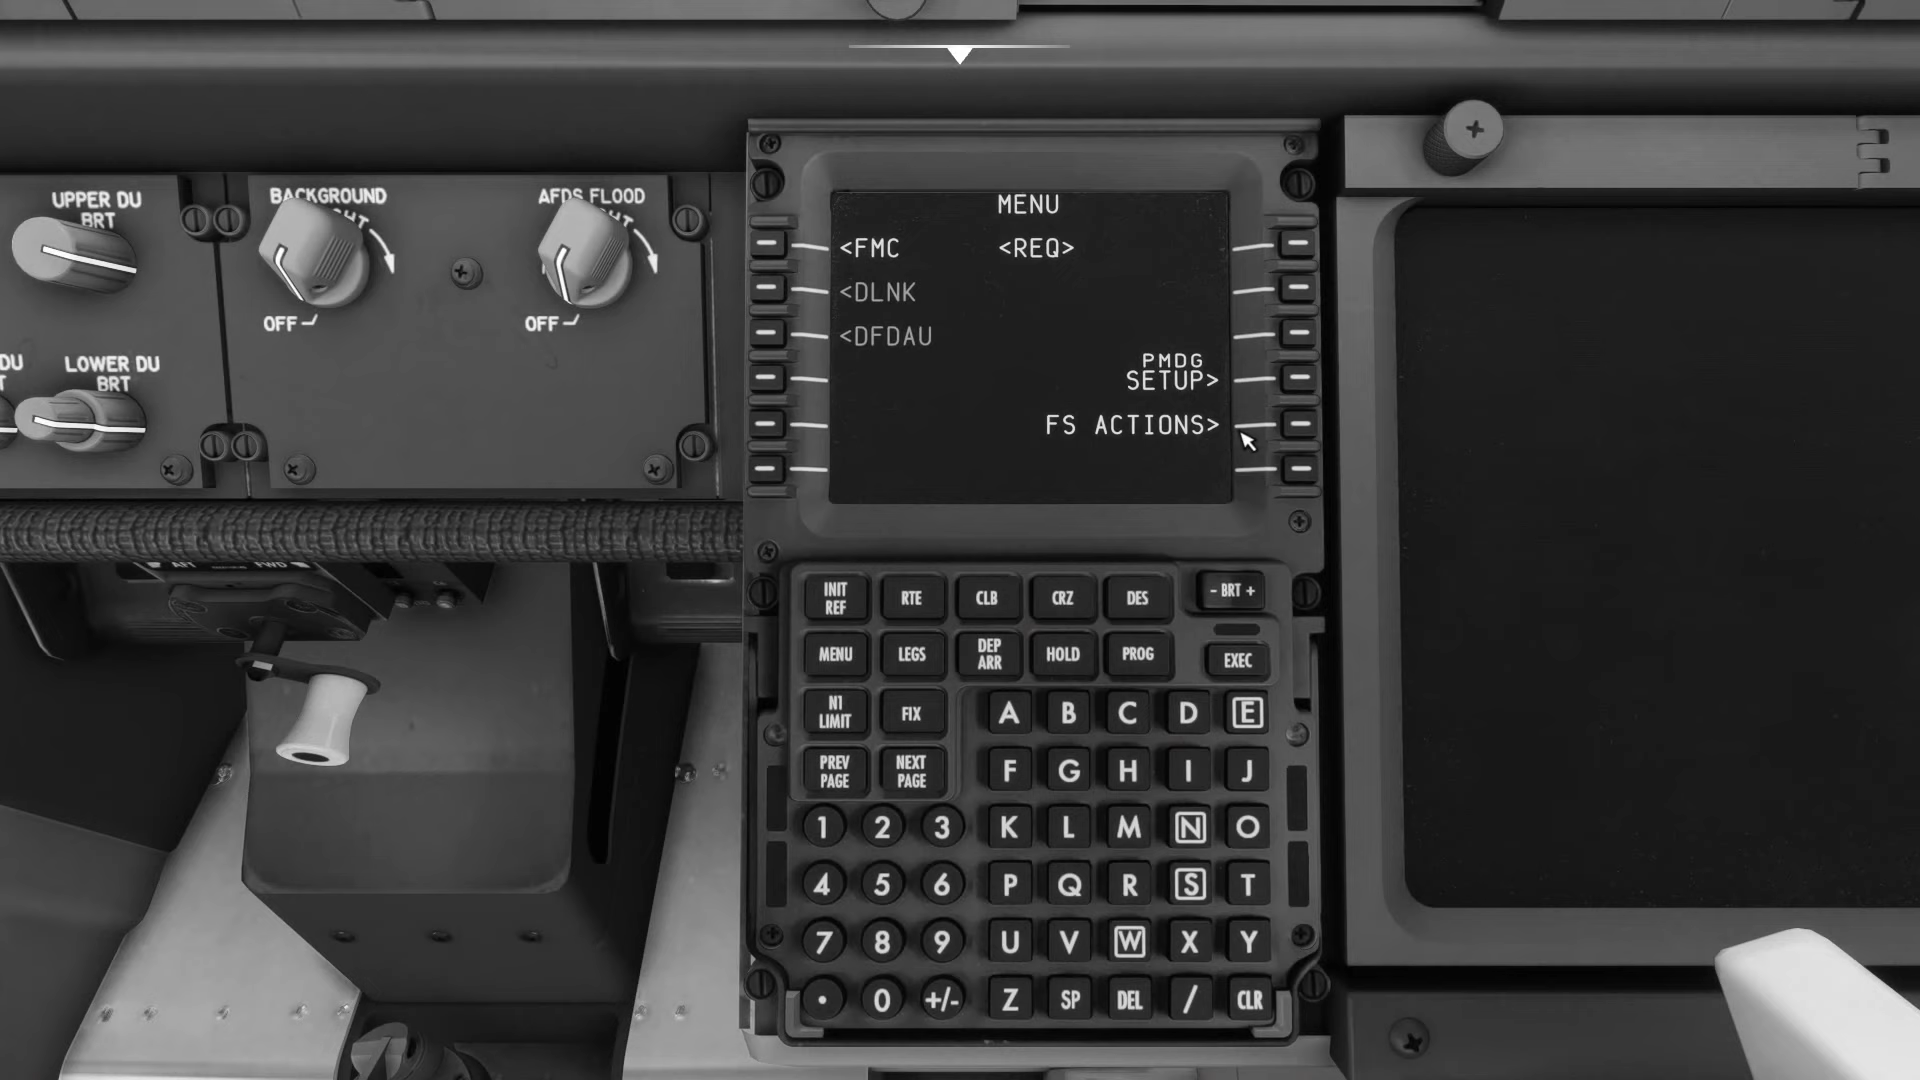 UPPER DU
BRT
BACKGROUND
AFDS FLOOD
OFF
OFF
LOWER DU
BRT
DU
AFT
FWD
MENU
<FMC <REQ>
<DLNK
<DFDAU
PMDG
SETUP>
FS ACTIONS>
INIT
REF
RTE
CLB
CRZ
DES
- BRT +
MENU
LEGS
DEP
ARR
HOLD
PROG
EXEC
N1
LIMIT
FIX
A B C D E
PREV
PAGE
NEXT
PAGE
F G H I J
1 2 3 K L M N O
4 5 6 P Q R S T
7 8 9 U V W X Y
. 0 +/- Z SP DEL / CLR